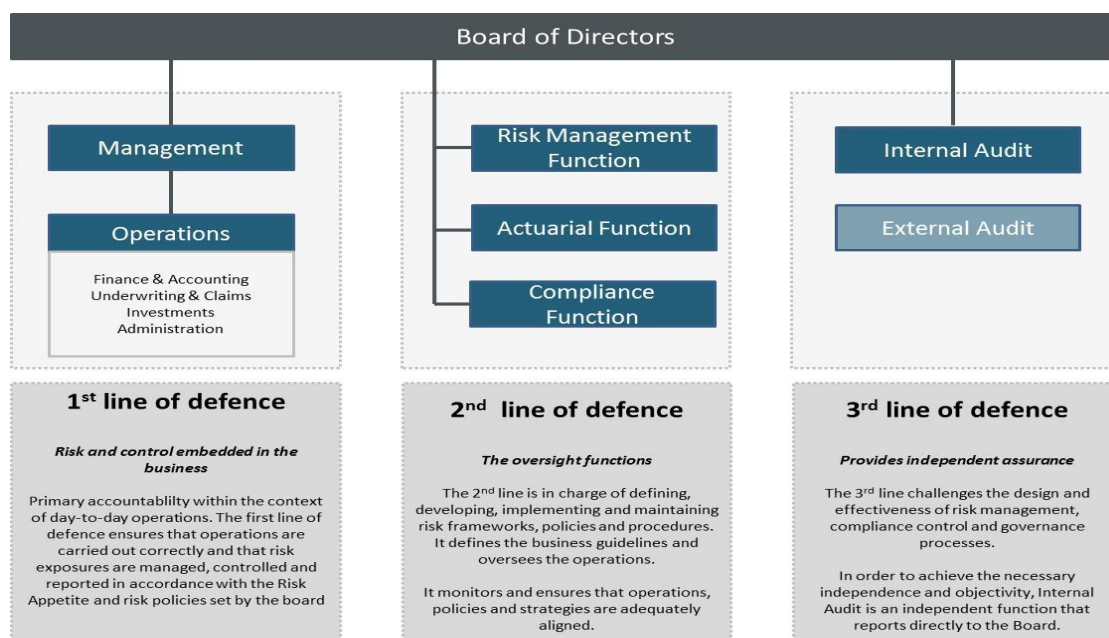 Board of Directors
Management
Operations
Finance & Accounting
Underwriting & Claims
Investments
Administration
Risk Management
Function
Actuarial Function
Compliance
Function
Internal Audit
External Audit
1st line of defence
Risk and control embedded in the
business
Primary accountablilty within the context
of day-to-day operations. The first line of
defence ensures that operations are
carried out correctly and that risk
exposures are managed, controlled and
reported in accordance with the Risk
Appetite and risk policies set by the board
2nd line of defence
The oversight functions
The 2nd line is in charge of defining,
developing, implementing and maintaining
risk frameworks, policies and procedures.
It defines the business guidelines and
oversees the operations.
It monitors and ensures that operations,
policies and strategies are adequately
aligned.
3rd line of defence
Provides independent assurance
The 3rd line challenges the design and
effectiveness of risk management,
compliance control and governance
processes.
In order to achieve the necessary
independence and objectivity, Internal
Audit is an independent function that
reports directly to the Board.